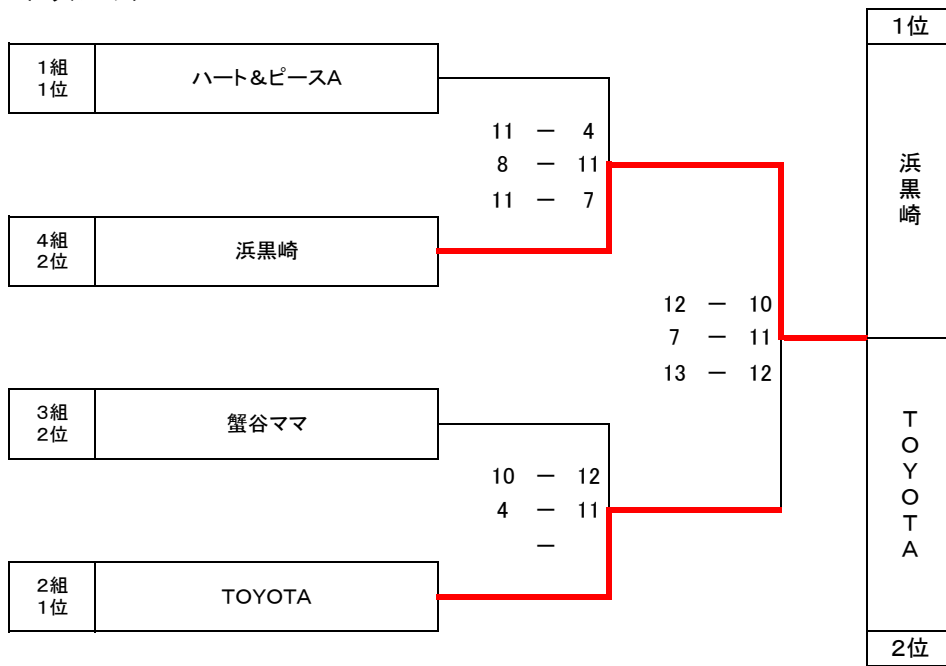 1位
1組
1位
ハート＆ピースA
11 － 4
8 － 11
11 － 7
4組
2位
浜黒崎
浜黒崎
12 － 10
7 － 11
13 － 12
3組
2位
蟹谷ママ
10 － 12
4 － 11
－
2組
1位
TOYOTA
TOYOTA
2位